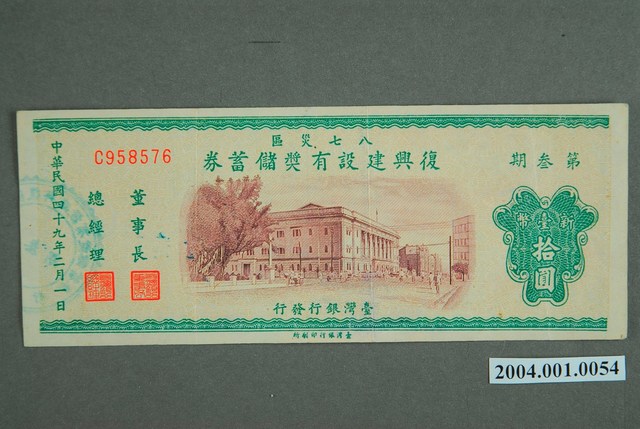 八七災區
復興建設有獎儲蓄券
第叁期
C958576
新臺幣
拾圓
董事長
總經理
中華民國四十九年二月一日
臺灣銀行發行
臺灣銀行印刷所
2004.001.0054